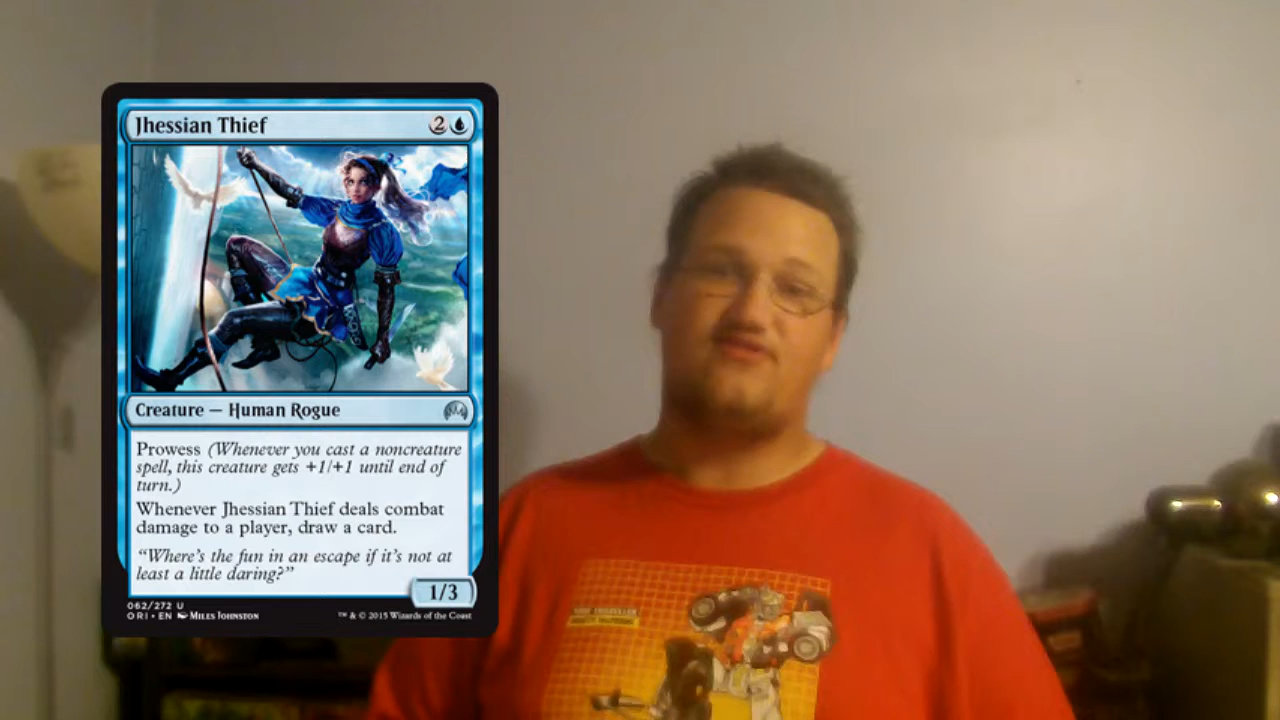 Jhessian Thief 2
Creature — Human Rogue
Prowess (Whenever you cast a noncreature
spell, this creature gets +1/+1 until end of
turn.)
Whenever Jhessian Thief deals combat
damage to a player, draw a card.
“Where's the fun in an escape if it's not at
least a little daring?”
1/3
062/272 U
ORI • EN Miles Johnston ™ & © 2015 Wizards of the Coast